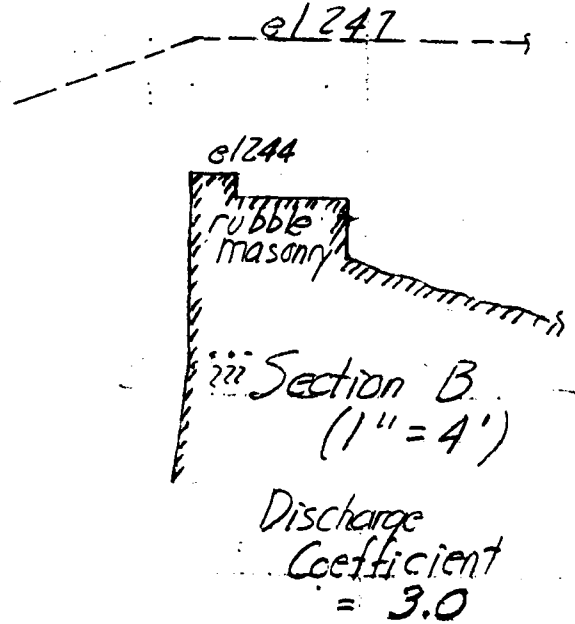 el 247
el 244
rubble
masonry
???
Section B
(1" = 4')
Discharge
Coefficient
= 3.0